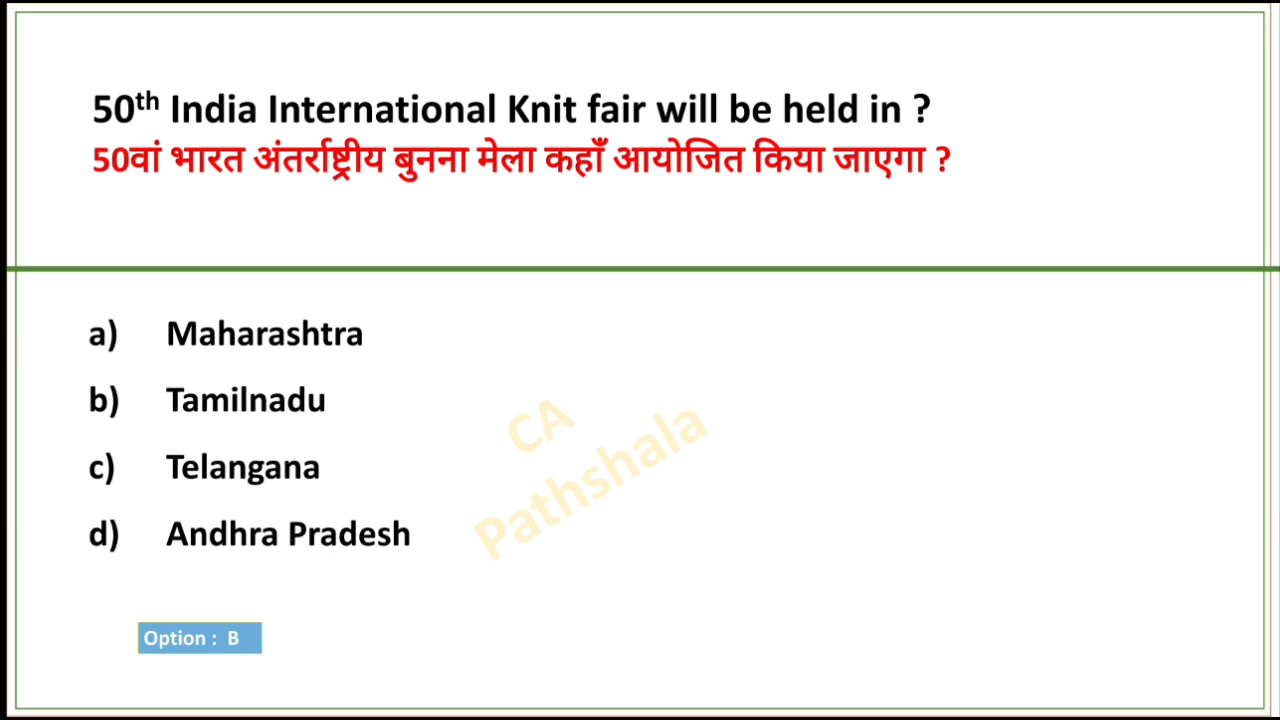 50th India International Knit fair will be held in ?
50वां भारत अंतर्राष्ट्रीय बुनना मेला कहाँ आयोजित किया जाएगा ?
a) Maharashtra
b) Tamilnadu
c) Telangana
d) Andhra Pradesh
CA
Pathshala
Option : B